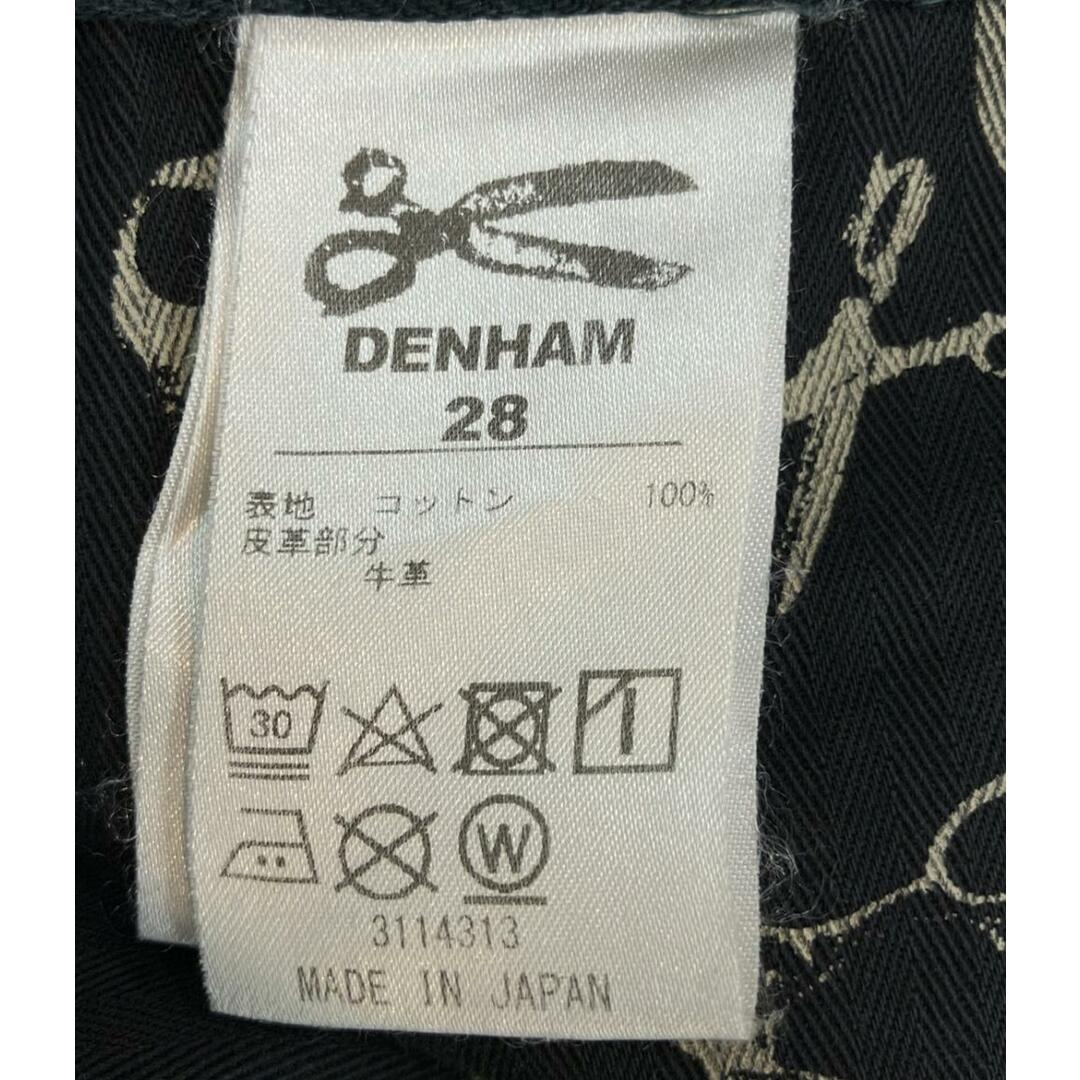 DENHAM
28
表地 コットン 100%
皮革部分
牛革
30
W
3114313
MADE IN JAPAN